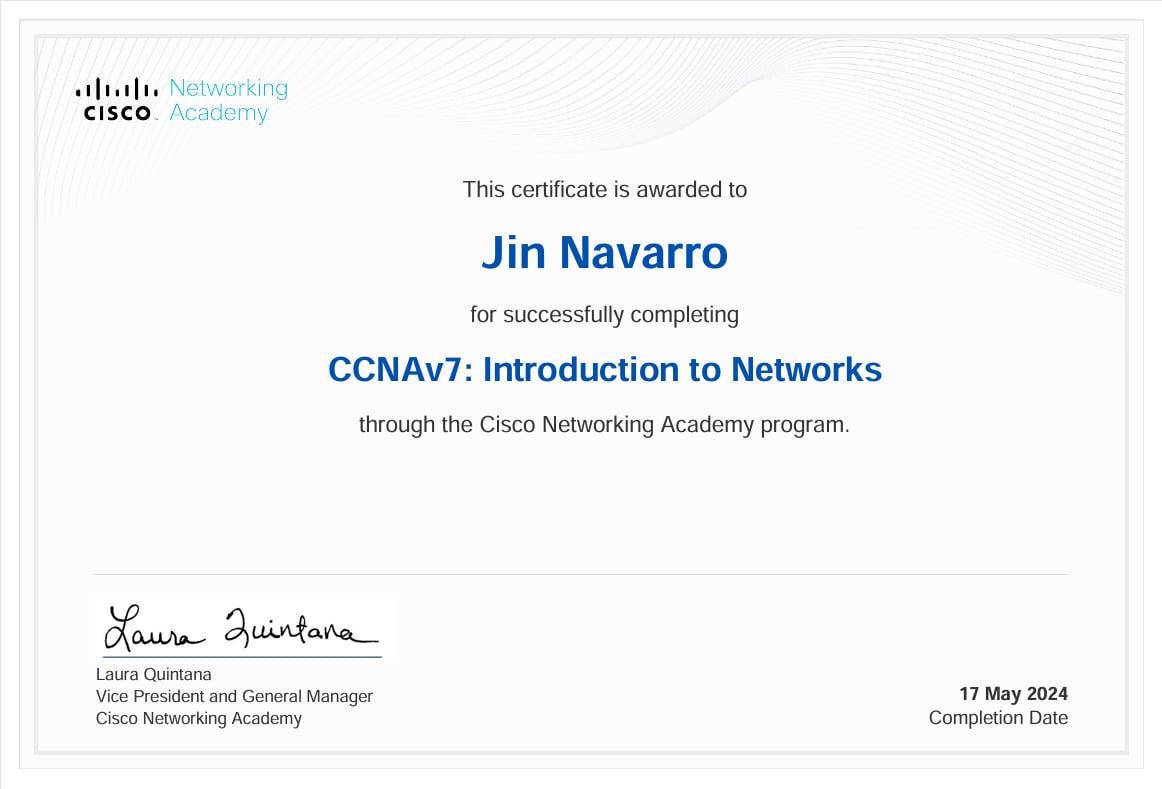 Networking
CISCO Academy
This certificate is awarded to
Jin Navarro
for successfully completing
CCNAv7: Introduction to Networks
through the Cisco Networking Academy program.
Laura Quintana
Laura Quintana
Vice President and General Manager
Cisco Networking Academy
17 May 2024
Completion Date